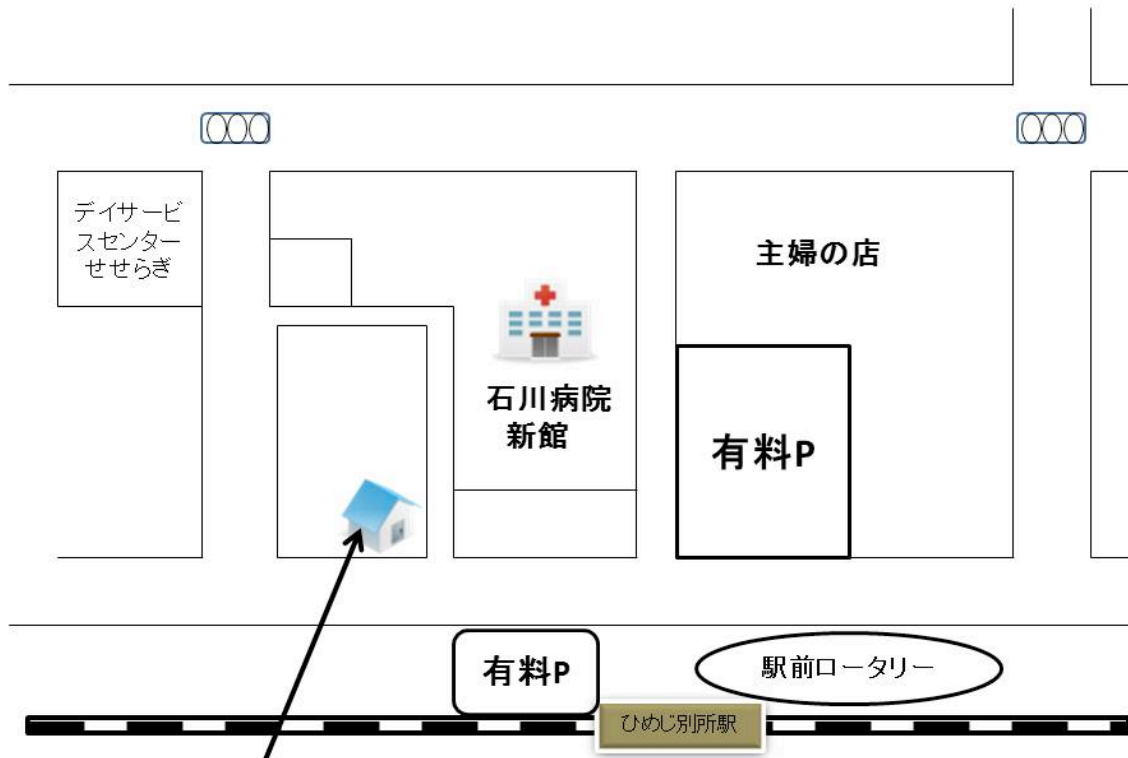 デイサービ
スセンター
せせらぎ
主婦の店
石川病院
新館
有料P
有料P
駅前ロータリー
ひめじ別所駅